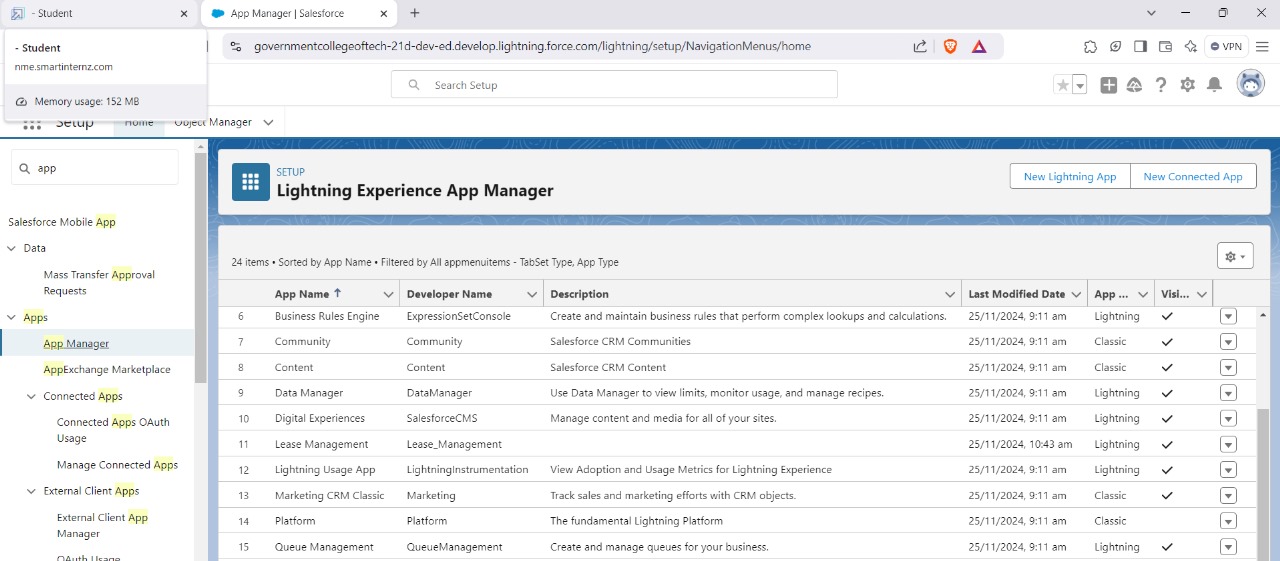 - Student
App Manager | Salesforce
- Student
nme.smartinternz.com
Memory usage: 152 MB
governmentcollegeoftech-21d-dev-ed.develop.lightning.force.com/lightning/setup/NavigationMenus/home
VPN
Search Setup
Setup
Home
Object Manager
app
Salesforce Mobile App
Data
Mass Transfer Approval
Requests
Apps
App Manager
AppExchange Marketplace
Connected Apps
Connected Apps OAuth
Usage
Manage Connected Apps
External Client Apps
External Client App
Manager
OAuth Usage
SETUP
Lightning Experience App Manager
New Lightning App
New Connected App
24 items • Sorted by App Name • Filtered by All appmenuitems - TabSet Type, App Type
App Name ↑ Developer Name Description Last Modified Date App ... Visi...
6 Business Rules Engine ExpressionSetConsole Create and maintain business rules that perform complex lookups and calculations. 25/11/2024, 9:11 am Lightning ✓
7 Community Community Salesforce CRM Communities 25/11/2024, 9:11 am Classic ✓
8 Content Content Salesforce CRM Content 25/11/2024, 9:11 am Classic ✓
9 Data Manager DataManager Use Data Manager to view limits, monitor usage, and manage recipes. 25/11/2024, 9:11 am Lightning ✓
10 Digital Experiences SalesforceCMS Manage content and media for all of your sites. 25/11/2024, 9:11 am Lightning ✓
11 Lease Management Lease_Management 25/11/2024, 10:43 am Lightning ✓
12 Lightning Usage App LightningInstrumentation View Adoption and Usage Metrics for Lightning Experience 25/11/2024, 9:11 am Lightning ✓
13 Marketing CRM Classic Marketing Track sales and marketing efforts with CRM objects. 25/11/2024, 9:11 am Classic ✓
14 Platform Platform The fundamental Lightning Platform 25/11/2024, 9:11 am Classic
15 Queue Management QueueManagement Create and manage queues for your business. 25/11/2024, 9:11 am Lightning ✓